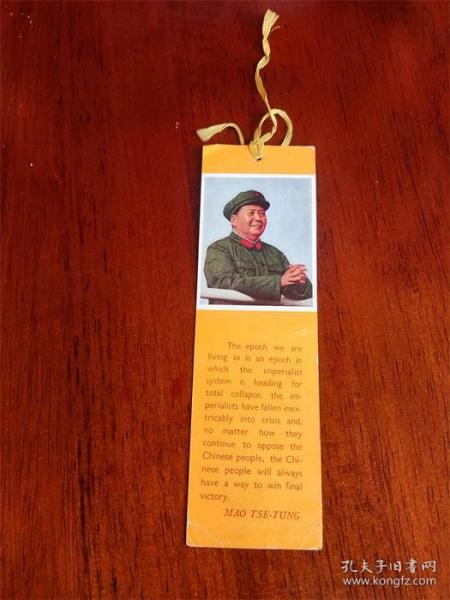 The epoch we are
living in is an epoch in
which the imperialist
system is heading for
total collapse, the im-
perialists have fallen inex-
tricably into crisis and,
no matter how they
continue to oppose the
Chinese people, the Chi-
nese people will always
have a way to win final
victory.
MAO TSE-TUNG
孔夫子旧书网
www.kongfz.com